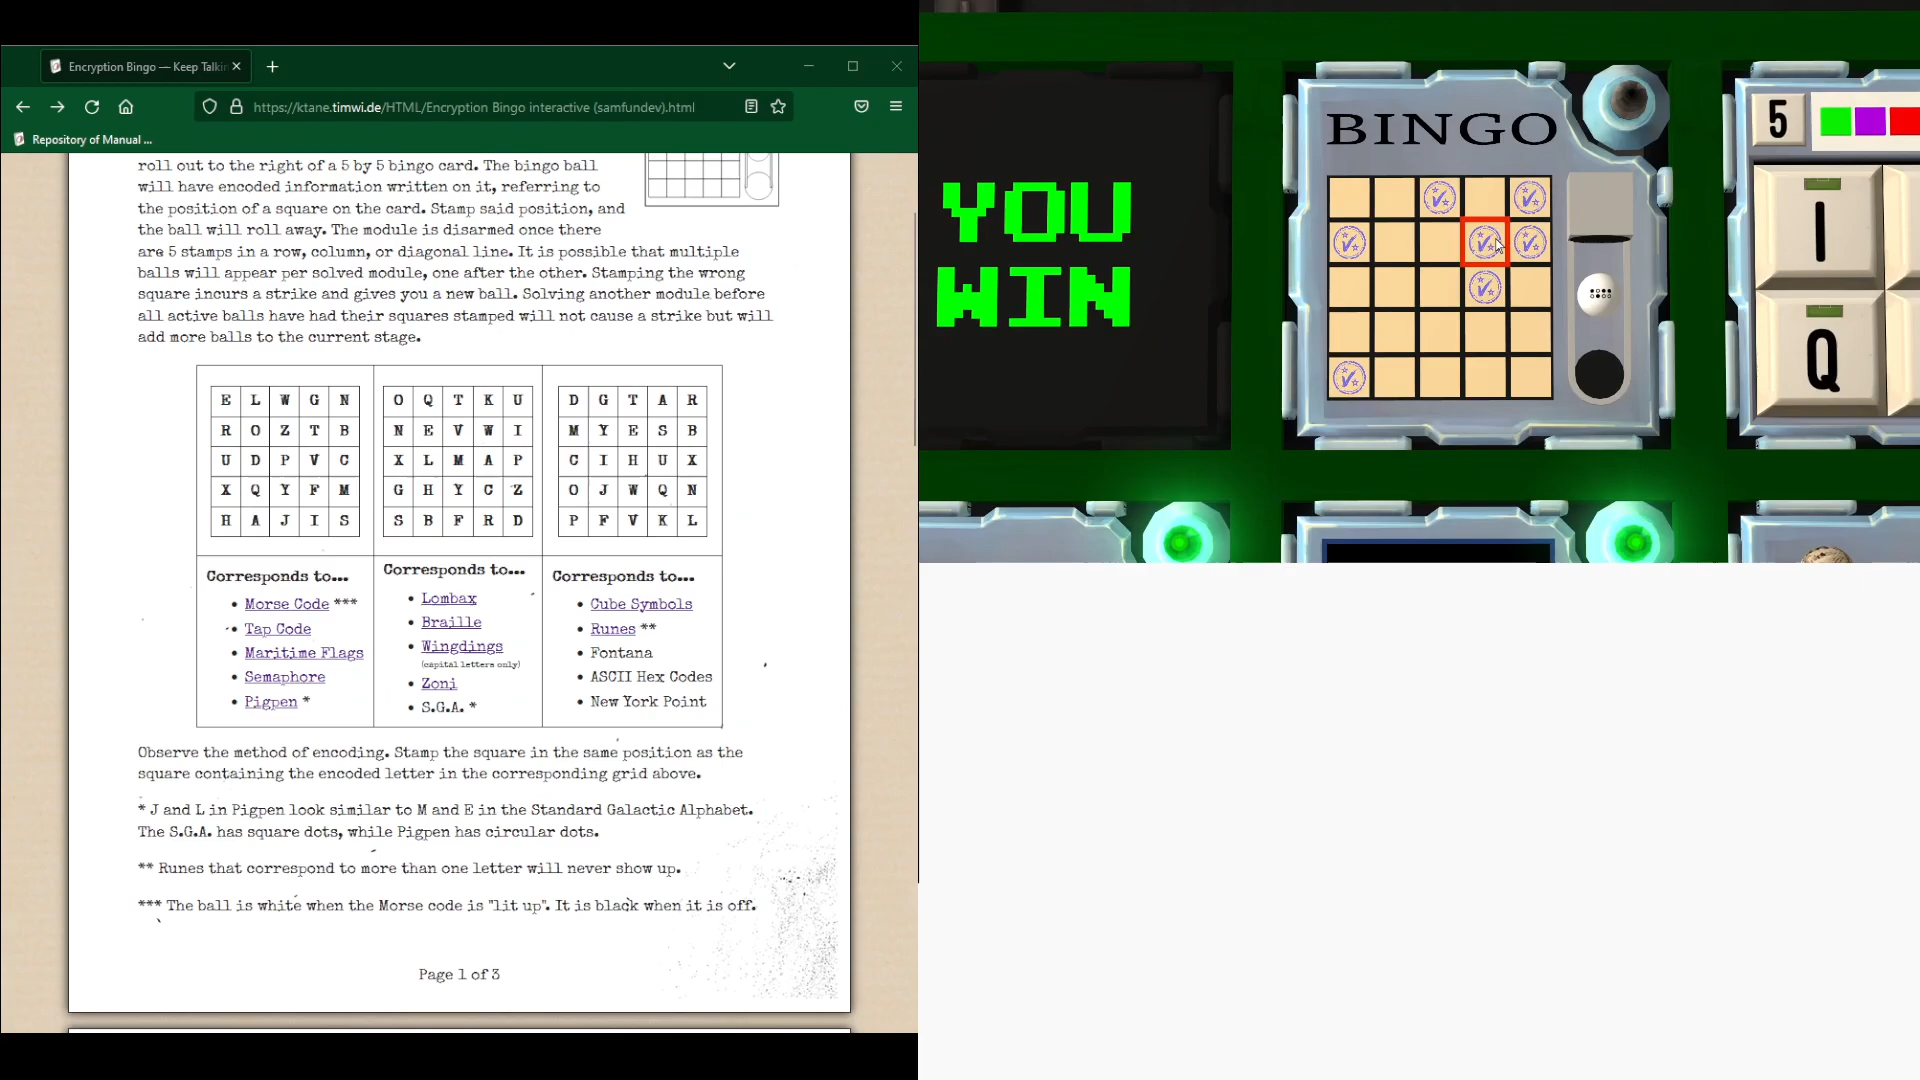 Encryption Bingo — Keep Talkin
https://ktane.timwi.de/HTML/Encryption Bingo interactive (samfundev).html
Repository of Manual ...
roll out to the right of a 5 by 5 bingo card. The bingo ball
will have encoded information written on it, referring to
the position of a square on the card. Stamp said position, and
the ball will roll away. The module is disarmed once there
are 5 stamps in a row, column, or diagonal line. It is possible that multiple
balls will appear per solved module, one after the other. Stamping the wrong
square incurs a strike and gives you a new ball. Solving another module before
all active balls have had their squares stamped will not cause a strike but will
add more balls to the current stage.
E L W G N
R O Z T B
U D P V C
X Q Y F M
H A J I S
Corresponds to...
• Morse Code ***
• Tap Code
• Maritime Flags
• Semaphore
• Pigpen *
O Q T K U
N E V W I
X L M A P
G H Y C Z
S B F R D
Corresponds to...
• Lombax
• Braille
• Wingdings
(capital letters only)
• Zoni
• S.G.A. *
D G T A R
M Y E S B
C I H U X
O J W Q N
P F V K L
Corresponds to...
• Cube Symbols
• Runes **
• Fontana
• ASCII Hex Codes
• New York Point
Observe the method of encoding. Stamp the square in the same position as the
square containing the encoded letter in the corresponding grid above.
* J and L in Pigpen look similar to M and E in the Standard Galactic Alphabet.
The S.G.A. has square dots, while Pigpen has circular dots.
** Runes that correspond to more than one letter will never show up.
*** The ball is white when the Morse code is "lit up". It is black when it is off.
Page 1 of 3
YOU
WIN
BINGO
5
I
Q